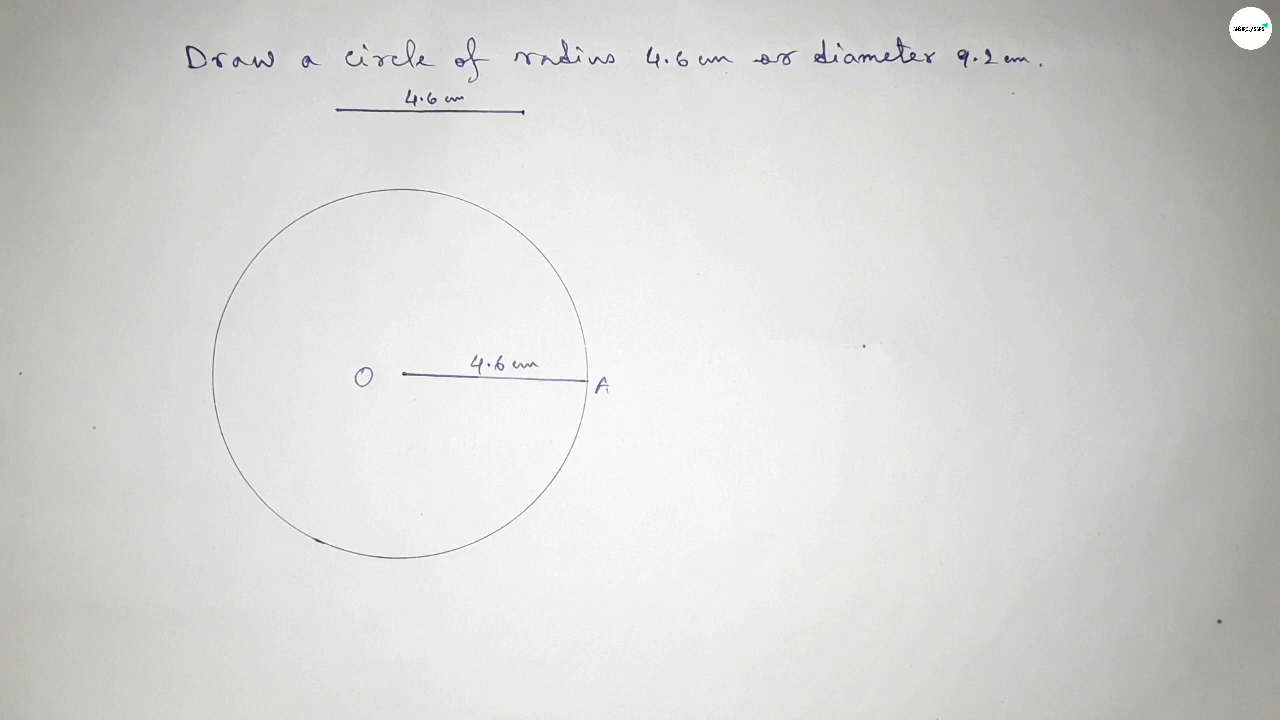 Draw a circle of radius 4.6 cm or diameter 9.2 cm.
4.6 cm
4.6 cm
O
A